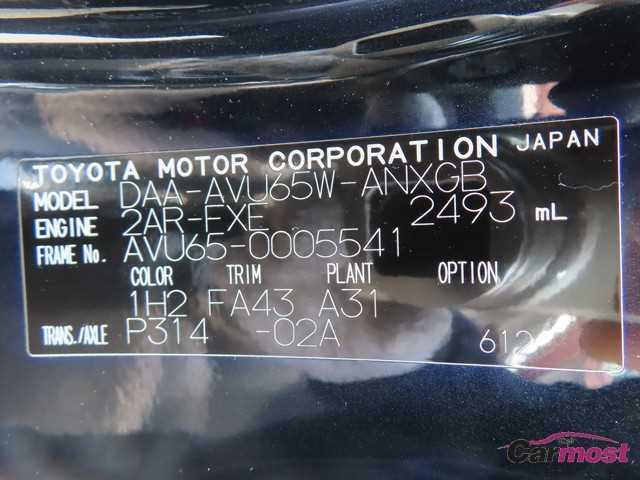 TOYOTA MOTOR CORPORATION JAPAN
MODEL DAA-AVU65W-ANXGB
ENGINE 2AR-FXE 2493 mL
FRAME No. AVU65-0005541
COLOR TRIM PLANT OPTION
1H2 FA43 A31
TRANS./AXLE P314 -02A 612
Carmost